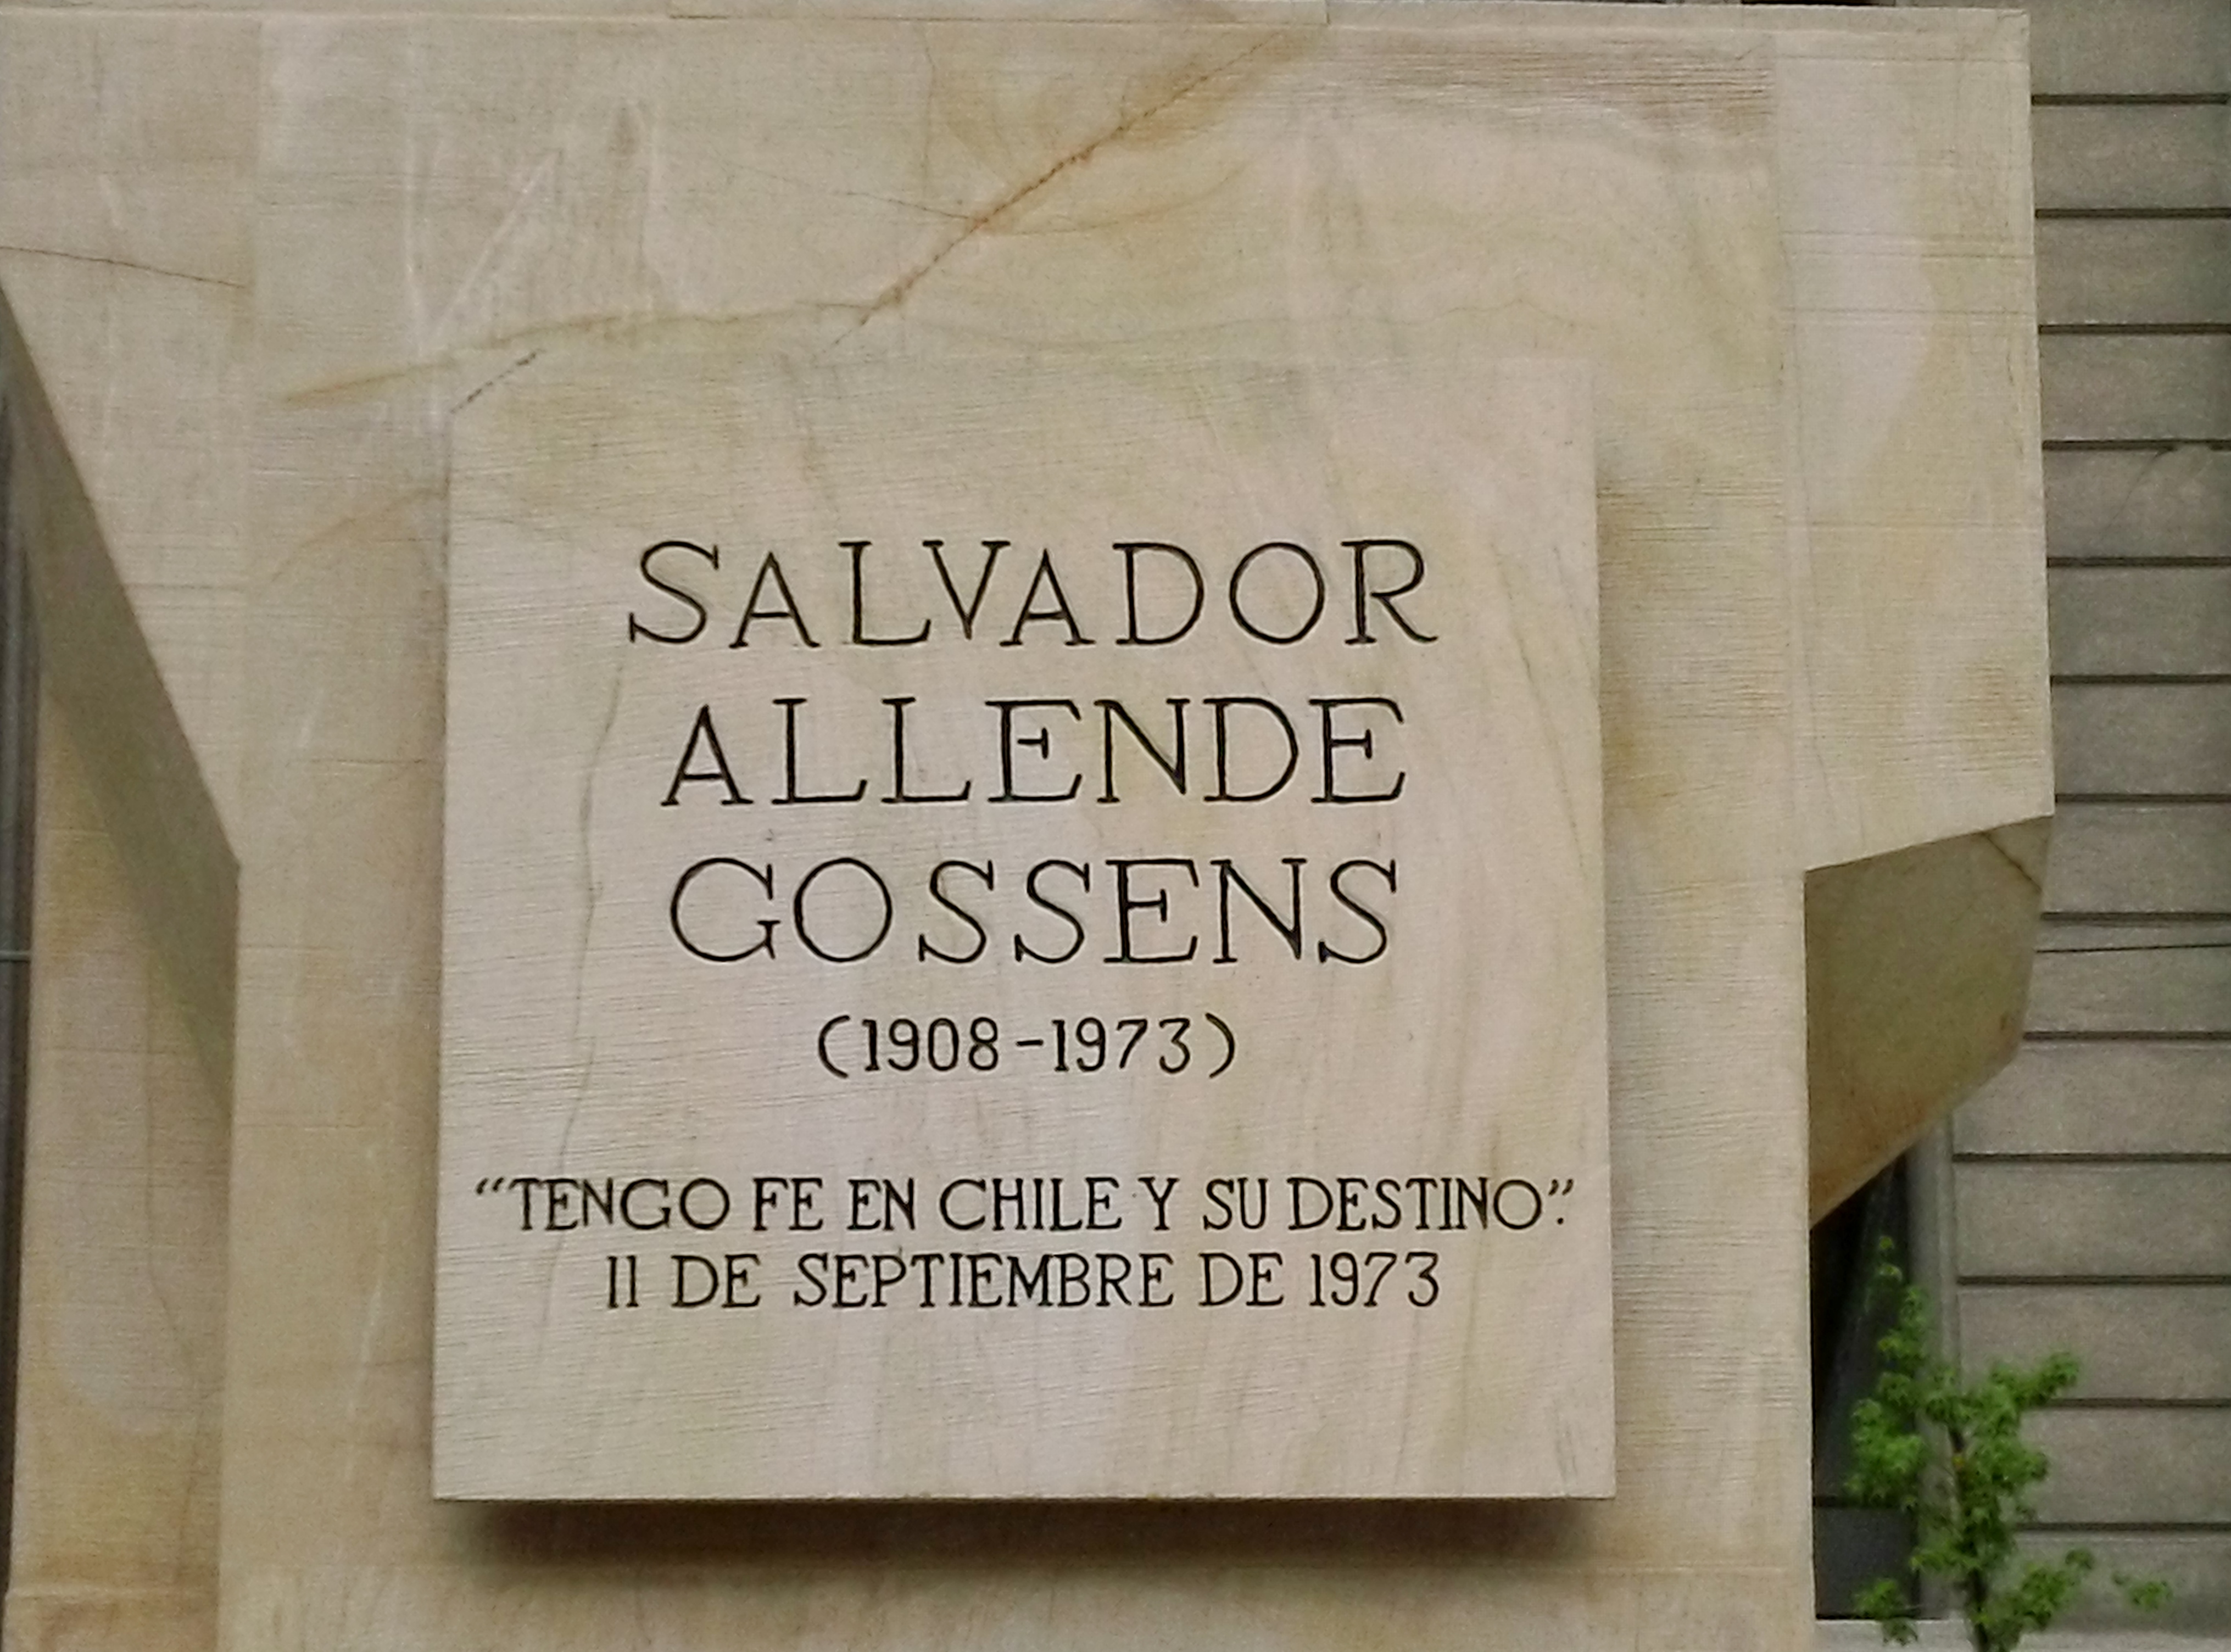 SALVADOR
ALLENDE
GOSSENS
(1908-1973)
“TENGO FE EN CHILE Y SU DESTINO”.
11 DE SEPTIEMBRE DE 1973